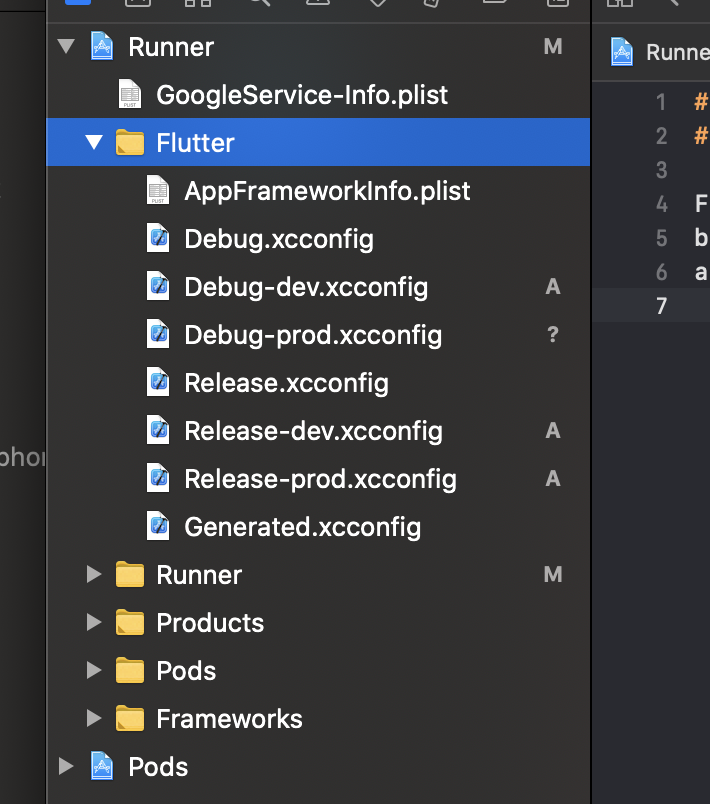 Runner M
GoogleService-Info.plist
Flutter
AppFrameworkInfo.plist
Debug.xcconfig
Debug-dev.xcconfig A
Debug-prod.xcconfig ?
Release.xcconfig
Release-dev.xcconfig A
Release-prod.xcconfig A
Generated.xcconfig
Runner M
Products
Pods
Frameworks
Pods
Runne
1 #
2 #
3
4 F
5 b
6 a
7